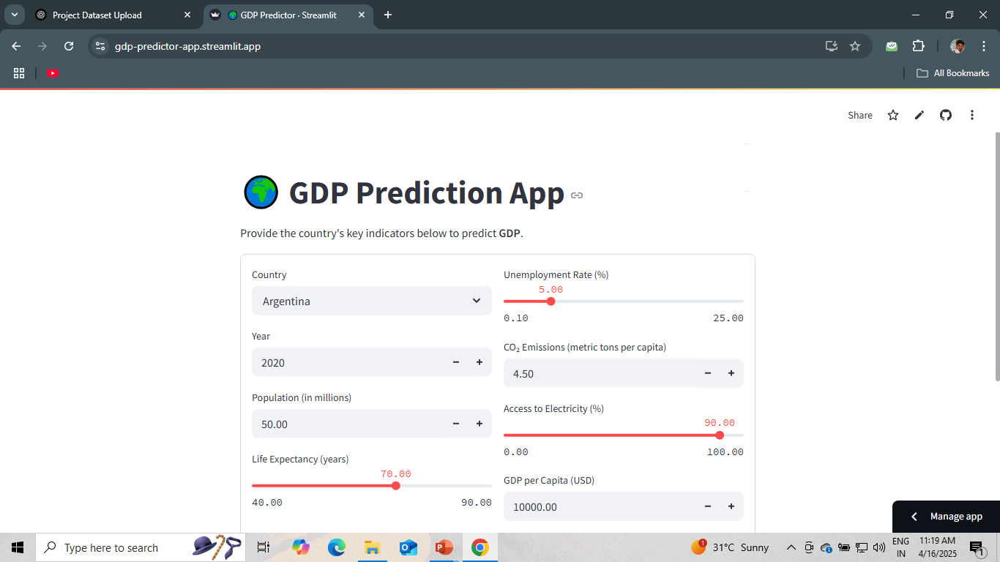 Project Dataset Upload
GDP Predictor · Streamlit
gdp-predictor-app.streamlit.app
All Bookmarks
Share
GDP Prediction App
Provide the country's key indicators below to predict GDP.
Country
Argentina
Year
2020
Population (in millions)
50.00
Life Expectancy (years)
70.00
40.00 90.00
Unemployment Rate (%)
5.00
0.10 25.00
CO₂ Emissions (metric tons per capita)
4.50
Access to Electricity (%)
90.00
0.00 100.00
GDP per Capita (USD)
10000.00
Manage app
Type here to search
1
31°C Sunny
ENG
IN
11:19 AM
4/16/2025
1